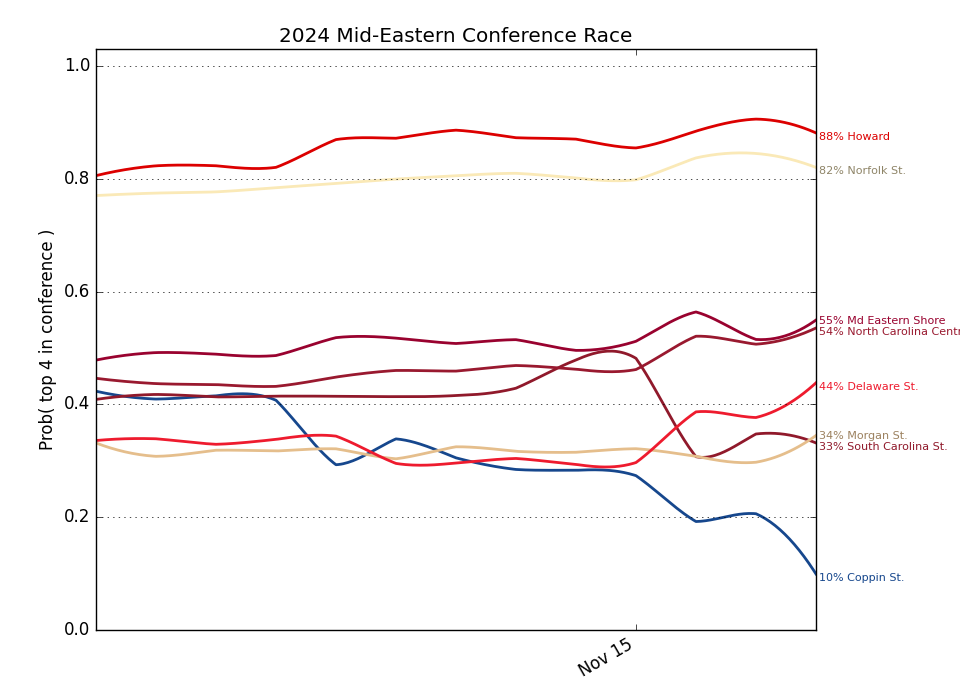 2024 Mid-Eastern Conference Race
Prob( top 4 in conference )
1.0
0.8
0.6
0.4
0.2
0.0
Nov 15
88% Howard
82% Norfolk St.
55% Md Eastern Shore
54% North Carolina Centr
44% Delaware St.
34% Morgan St.
33% South Carolina St.
10% Coppin St.